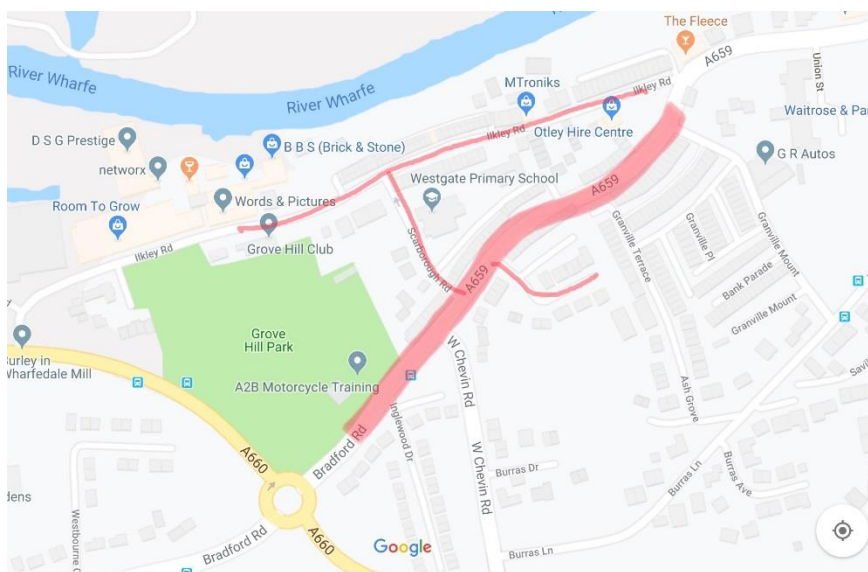 The Fleece
A659
Union St
River Wharfe
River Wharfe
MTroniks
Ilkley Rd
Waitrose & Pa
D S G Prestige
B B S (Brick & Stone)
Ilkley Rd
Otley Hire Centre
G R Autos
networx
Westgate Primary School
A659
Room To Grow
Words & Pictures
Scarborough Rd
Granville Terrace
Granville Pl
Granville Mount
Ilkley Rd
Grove Hill Club
Bank Parade
A659
Granville Mount
Burley in
Wharfedale Mill
Grove
Hill Park
W Chevin Rd
A2B Motorcycle Training
Ash Grove
Savi
Inglewood Dr
A660
Bradford Rd
W Chevin Rd
Burras Dr
Burras Ln
Burras Ave
dens
Westbourne
Bradford Rd
A660
Google
Burras Ln